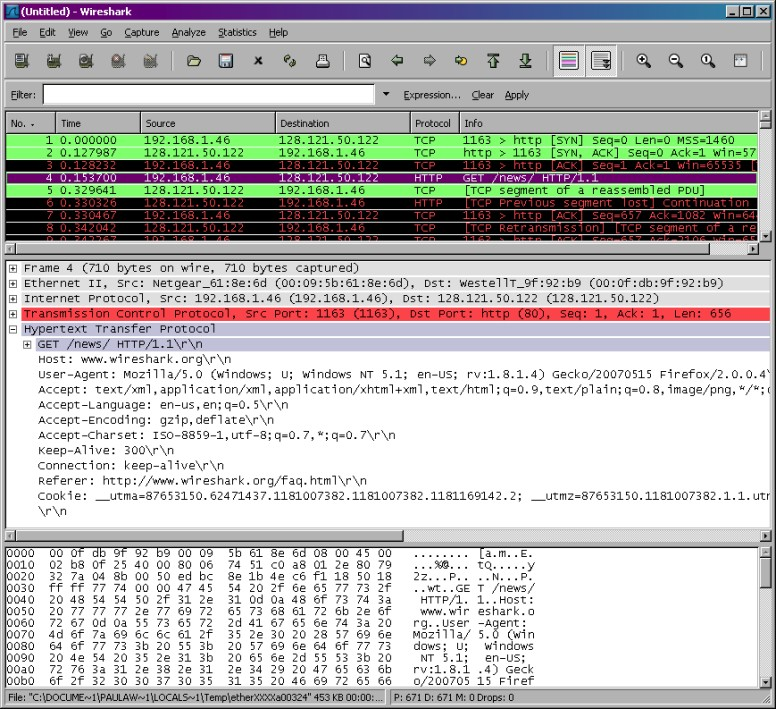 (Untitled) - Wireshark
File Edit View Go Capture Analyze Statistics Help
Filter: Expression... Clear Apply
No. . Time Source Destination Protocol Info
1 0.000000 192.168.1.46 128.121.50.122 TCP 1163 > http [SYN] Seq=0 Len=0 MSS=1460
2 0.127987 128.121.50.122 192.168.1.46 TCP http > 1163 [SYN, ACK] Seq=0 Ack=1 Win=57
3 0.128232 192.168.1.46 128.121.50.122 TCP 1163 > http [ACK] Seq=1 Ack=1 Win=65535 [
4 0.153700 192.168.1.46 128.121.50.122 HTTP GET /news/ HTTP/1.1
5 0.329641 128.121.50.122 192.168.1.46 TCP [TCP segment of a reassembled PDU]
6 0.330326 128.121.50.122 192.168.1.46 HTTP [TCP Previous segment lost] Continuation
7 0.330467 192.168.1.46 128.121.50.122 TCP 1163 > http [ACK] Seq=657 Ack=1082 Win=64
8 0.342042 128.121.50.122 192.168.1.46 TCP [TCP Retransmission] [TCP segment of a re
Frame 4 (710 bytes on wire, 710 bytes captured)
Ethernet II, Src: Netgear_61:8e:6d (00:09:5b:61:8e:6d), Dst: WestellT_9f:92:b9 (00:0f:db:9f:92:b9)
Internet Protocol, Src: 192.168.1.46 (192.168.1.46), Dst: 128.121.50.122 (128.121.50.122)
Transmission Control Protocol, Src Port: 1163 (1163), Dst Port: http (80), Seq: 1, Ack: 1, Len: 656
Hypertext Transfer Protocol
GET /news/ HTTP/1.1\r\n
Host: www.wireshark.org\r\n
User-Agent: Mozilla/5.0 (Windows; U; Windows NT 5.1; en-US; rv:1.8.1.4) Gecko/20070515 Firefox/2.0.0.4\
Accept: text/xml,application/xml,application/xhtml+xml,text/html;q=0.9,text/plain;q=0.8,image/png,*/*;q
Accept-Language: en-us,en;q=0.5\r\n
Accept-Encoding: gzip,deflate\r\n
Accept-Charset: ISO-8859-1,utf-8;q=0.7,*;q=0.7\r\n
Keep-Alive: 300\r\n
Connection: keep-alive\r\n
Referer: http://www.wireshark.org/faq.html\r\n
Cookie: __utma=87653150.62471437.1181007382.1181007382.1181169142.2; __utmz=87653150.1181007382.1.1.utm
\r\n
0000 00 0f db 9f 92 b9 00 09 5b 61 8e 6d 08 00 45 00 ........ [a.m..E.
0010 02 b8 0f 25 40 00 80 06 74 51 c0 a8 01 2e 80 79 ...%@... tQ.....y
0020 32 7a 04 8b 00 50 ed bc 8e 1b 4e c6 f1 18 50 18 2z...P.. ..N...P.
0030 ff ff 77 74 00 00 47 45 54 20 2f 6e 65 77 73 2f ..wt..GE T /news/
0040 20 48 54 54 50 2f 31 2e 31 0d 0a 48 6f 73 74 3a HTTP/1. 1..Host:
0050 20 77 77 77 2e 77 69 72 65 73 68 61 72 6b 2e 6f www.wir eshark.o
0060 72 67 0d 0a 55 73 65 72 2d 41 67 65 6e 74 3a 20 rg..User -Agent:
0070 4d 6f 7a 69 6c 6c 61 2f 35 2e 30 20 28 57 69 6e Mozilla/ 5.0 (Win
0080 64 6f 77 73 3b 20 55 3b 20 57 69 6e 64 6f 77 73 dows; U; Windows
0090 20 4e 54 20 35 2e 31 3b 20 65 6e 2d 55 53 3b 20 NT 5.1; en-US;
00a0 72 76 3a 31 2e 38 2e 31 2e 34 29 20 47 65 63 6b rv:1.8.1 .4) Geck
00b0 6f 2f 32 30 30 37 30 35 31 35 20 46 69 72 65 66 o/200705 15 Firef
File: "C:\DOCUME~1\PAULAW~1\LOCALS~1\Temp\etherXXXXa00324" 453 KB 00:00:... P: 671 D: 671 M: 0 Drops: 0